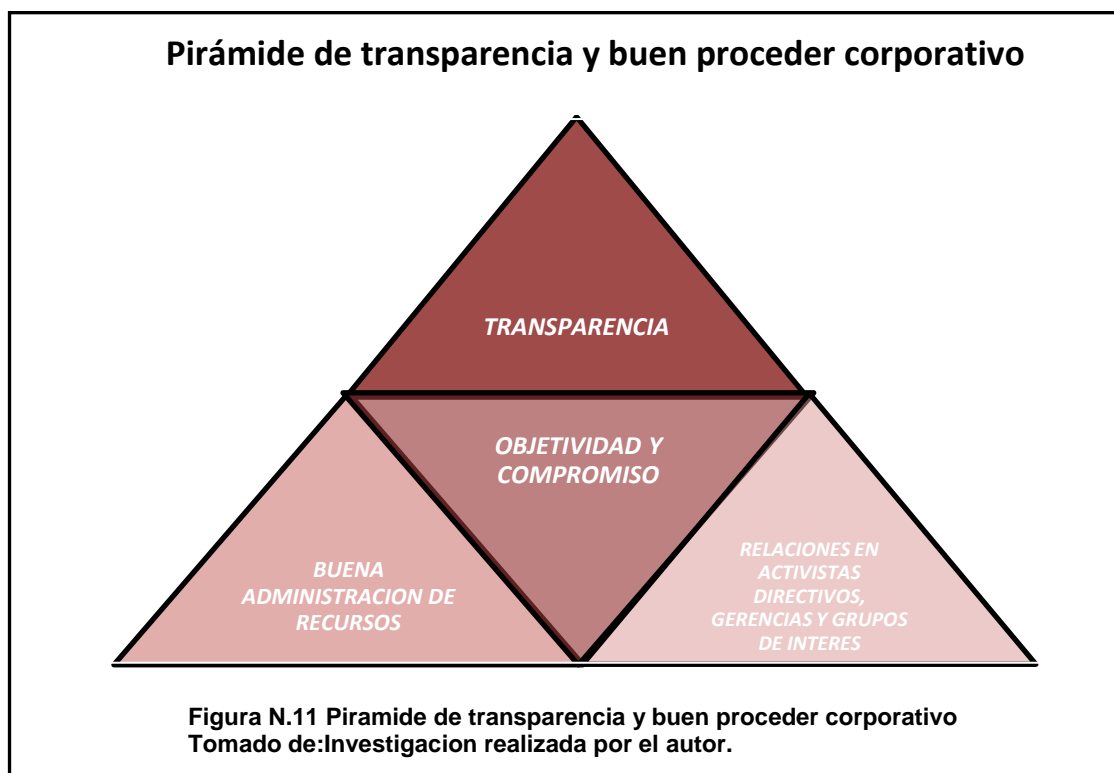 Pirámide de transparencia y buen proceder corporativo
TRANSPARENCIA
OBJETIVIDAD Y
COMPROMISO
BUENA
ADMINISTRACION DE
RECURSOS
RELACIONES EN
ACTIVISTAS
DIRECTIVOS,
GERENCIAS Y GRUPOS
DE INTERES
Figura N.11 Piramide de transparencia y buen proceder corporativo
Tomado de:Investigacion realizada por el autor.